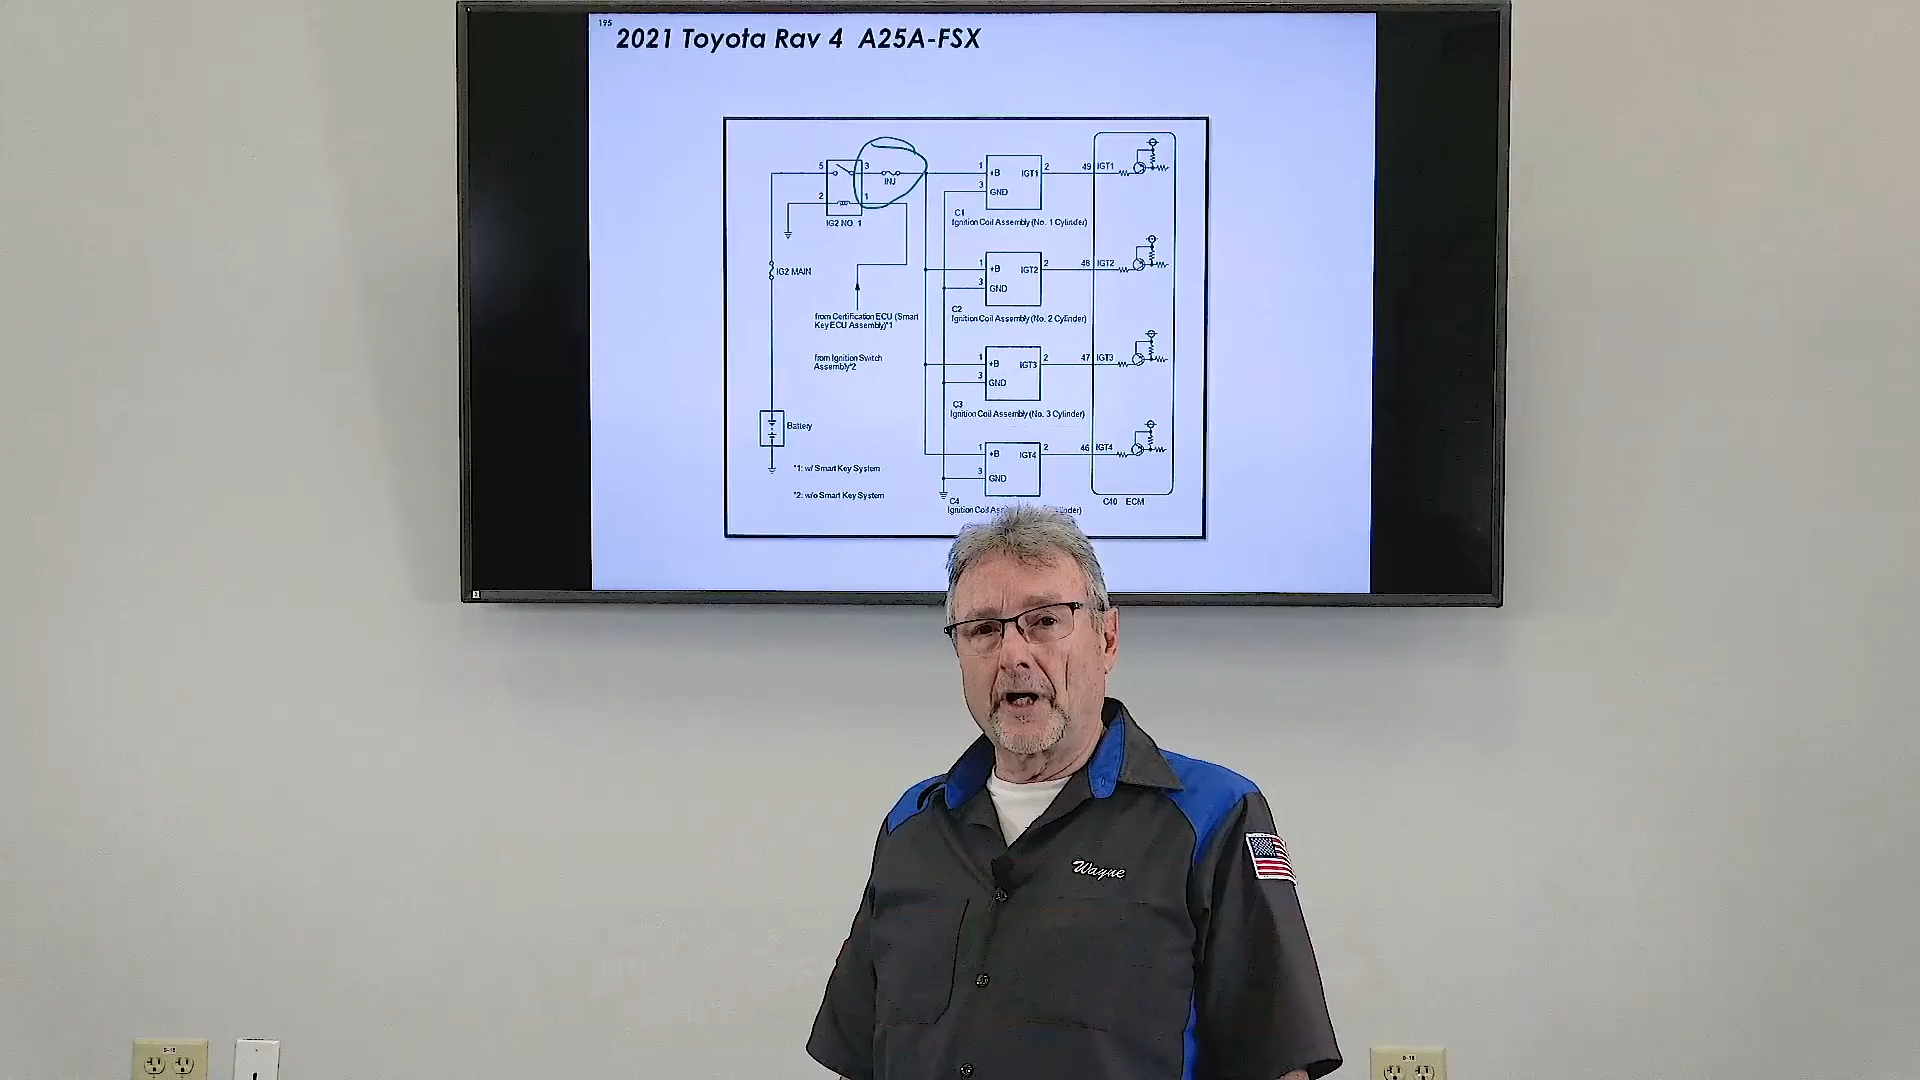 195
2021 Toyota Rav 4 A25A-FSX
5
3
INJ
2
1
IG2 NO. 1
IG2 MAIN
from Certification ECU (Smart
Key ECU Assembly)*1
from Ignition Switch
Assembly*2
Battery
*1: w/ Smart Key System
*2: w/o Smart Key System
1
+B
IGT1
2
49
IGT1
3
GND
C1
Ignition Coil Assembly (No. 1 Cylinder)
1
+B
IGT2
2
48
IGT2
3
GND
C2
Ignition Coil Assembly (No. 2 Cylinder)
1
+B
IGT3
2
47
IGT3
3
GND
C3
Ignition Coil Assembly (No. 3 Cylinder)
1
+B
IGT4
2
46
IGT4
3
GND
C4
Ignition Coil
C40 ECM
Wayne